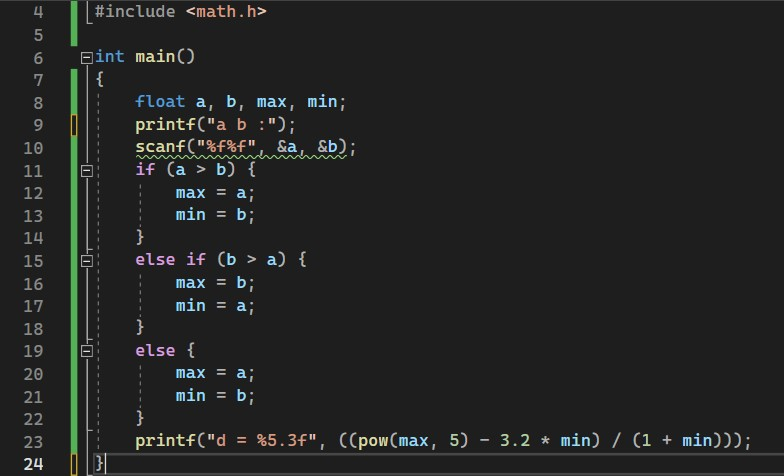 4 #include <math.h>
5
6 int main()
7 {
8 float a, b, max, min;
9 printf("a b :");
10 scanf("%f%f", &a, &b);
11 if (a > b) {
12 max = a;
13 min = b;
14 }
15 else if (b > a) {
16 max = b;
17 min = a;
18 }
19 else {
20 max = a;
21 min = b;
22 }
23 printf("d = %5.3f", ((pow(max, 5) - 3.2 * min) / (1 + min)));
24 }